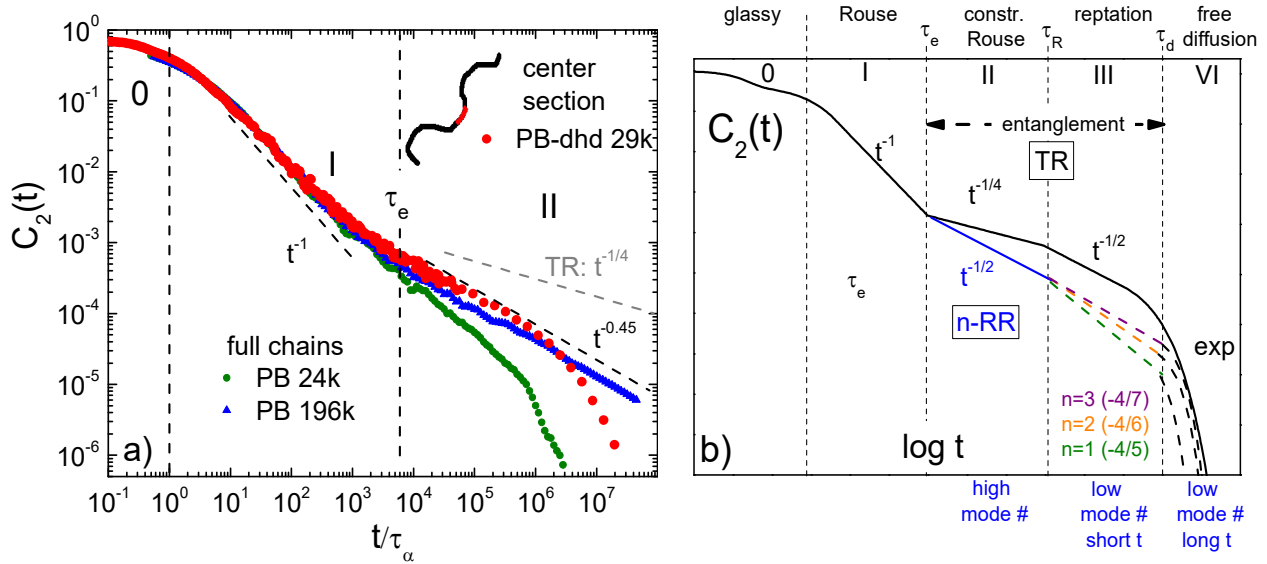 10^0
10^-1
10^-2
10^-3
10^-4
10^-5
10^-6
C_2(t)
0
I
II
τ_e
center
section
PB-dhd 29k
t^-1
TR: t^-1/4
t^-0.45
full chains
PB 24k
PB 196k
a)
10^-1 10^0 10^1 10^2 10^3 10^4 10^5 10^6 10^7
t/τ_α
glassy Rouse constr. reptation free
Rouse diffusion
τ_e τ_R τ_d
0 I II III VI
C_2(t)
entanglement
TR
t^-1
t^-1/4
t^-1/2
t^-1/2
τ_e
n-RR
exp
n=3 (-4/7)
n=2 (-4/6)
n=1 (-4/5)
b)
log t
high low low
mode # mode # mode #
short t long t